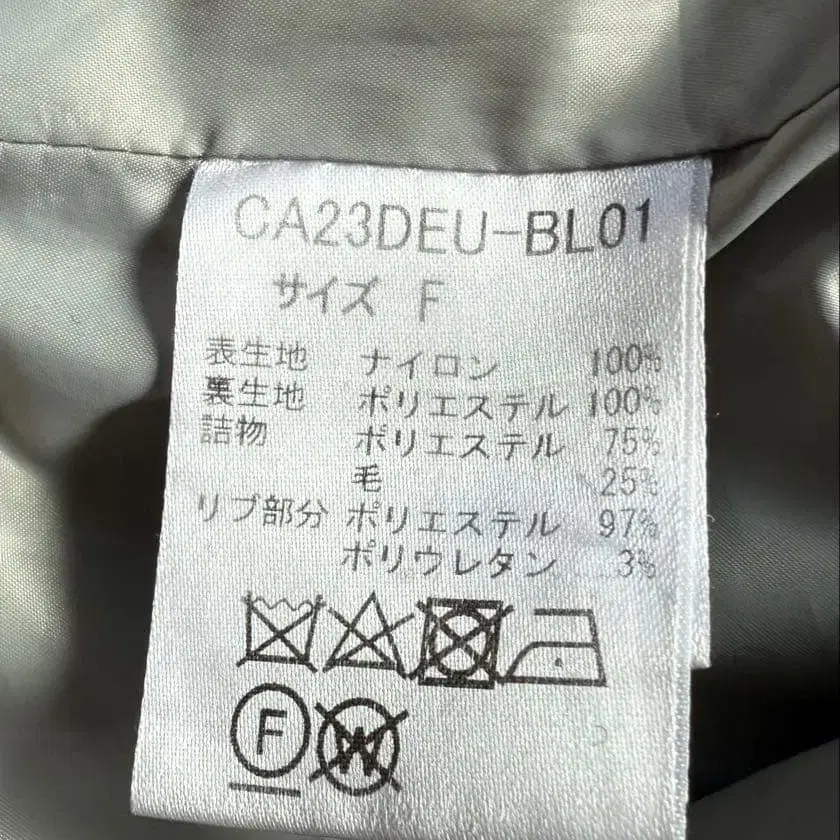 CA23DEU-BL01
サイズ F
表生地 ナイロン 100%
裏生地 ポリエステル 100%
詰物 ポリエステル 75%
毛 25%
リブ部分 ポリエステル 97%
ポリウレタン 3%
F W